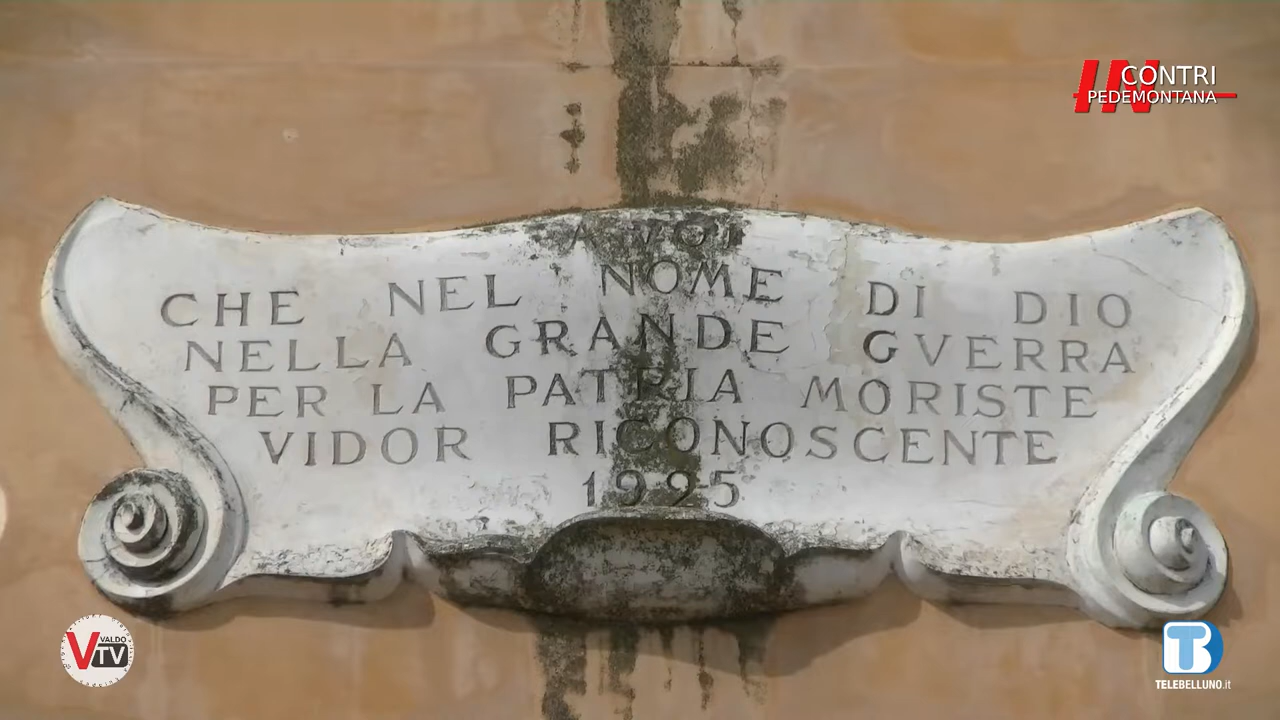 IN CONTRI
PEDEMONTANA
A VOI
CHE NEL NOME DI DIO
NELLA GRANDE GVERRA
PER LA PATRIA MORISTE
VIDOR RICONOSCENTE
1925
VALDO
TV
TELEBELLUNO.it